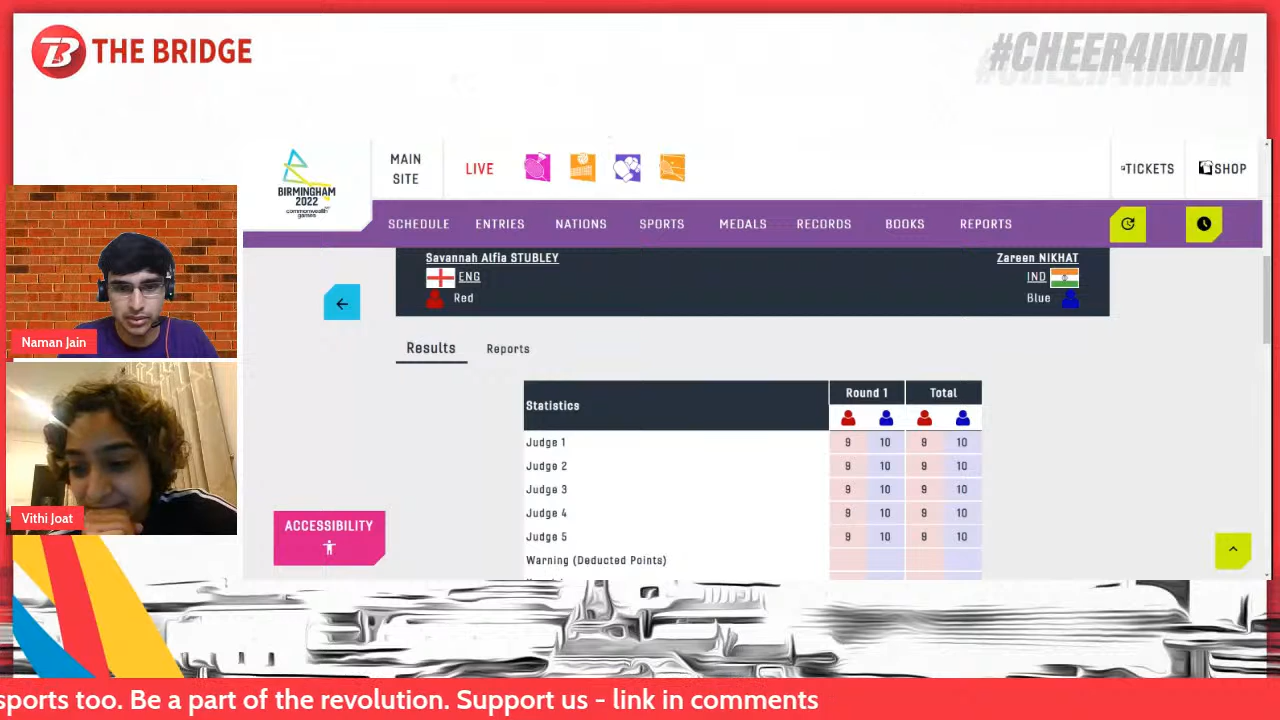 THE BRIDGE
#CHEER4INDIA
BIRMINGHAM
2022
commonwealth
games
MAIN
SITE
LIVE
TICKETS
SHOP
SCHEDULE ENTRIES NATIONS SPORTS MEDALS RECORDS BOOKS REPORTS
Savannah Alfia STUBLEY
Zareen NIKHAT
ENG
IND
Red
Blue
Results Reports
Statistics Round 1 Total
Judge 1 9 10 9 10
Judge 2 9 10 9 10
Judge 3 9 10 9 10
Judge 4 9 10 9 10
Judge 5 9 10 9 10
Warning (Deducted Points)
ACCESSIBILITY
Naman Jain
Vithi Joat
sports too. Be a part of the revolution. Support us - link in comments